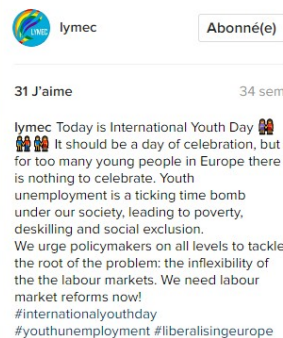 LYMEC
lymec
Abonné(e)
31 J'aime
34 sem
lymec Today is International Youth Day
It should be a day of celebration, but
for too many young people in Europe there
is nothing to celebrate. Youth
unemployment is a ticking time bomb
under our society, leading to poverty,
deskilling and social exclusion.
We urge policymakers on all levels to tackle
the root of the problem: the inflexibility of
the the labour markets. We need labour
market reforms now!
#internationalyouthday
#youthunemployment #liberalisingeurope